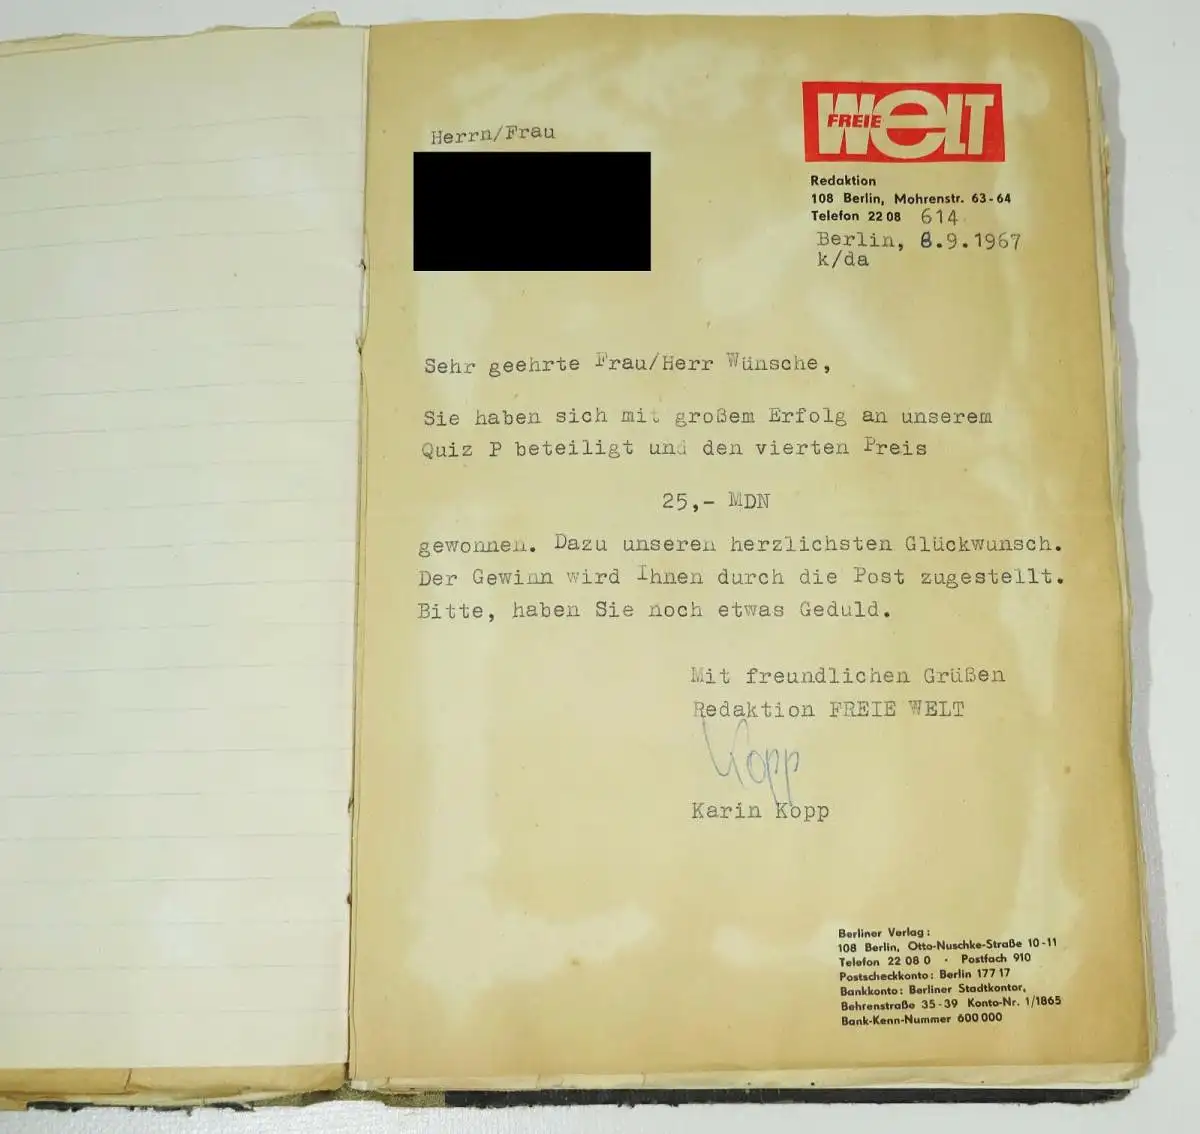 Herrn/Frau
FREIE WELT
Redaktion
108 Berlin, Mohrenstr. 63-64
Telefon 22 08 614
Berlin, 8.9.1967
k/da
Sehr geehrte Frau/Herr Wünsche,
Sie haben sich mit großem Erfolg an unserem
Quiz P beteiligt und den vierten Preis
25,- MDN
gewonnen. Dazu unseren herzlichsten Glückwunsch.
Der Gewinn wird Ihnen durch die Post zugestellt.
Bitte, haben Sie noch etwas Geduld.
Mit freundlichen Grüßen
Redaktion FREIE WELT
Kopp
Karin Kopp
Berliner Verlag:
108 Berlin, Otto-Nuschke-Straße 10-11
Telefon 22 08 0 · Postfach 910
Postscheckkonto: Berlin 177 17
Bankkonto: Berliner Stadtkontor,
Behrenstraße 35-39 Konto-Nr. 1/1865
Bank-Kenn-Nummer 600 000